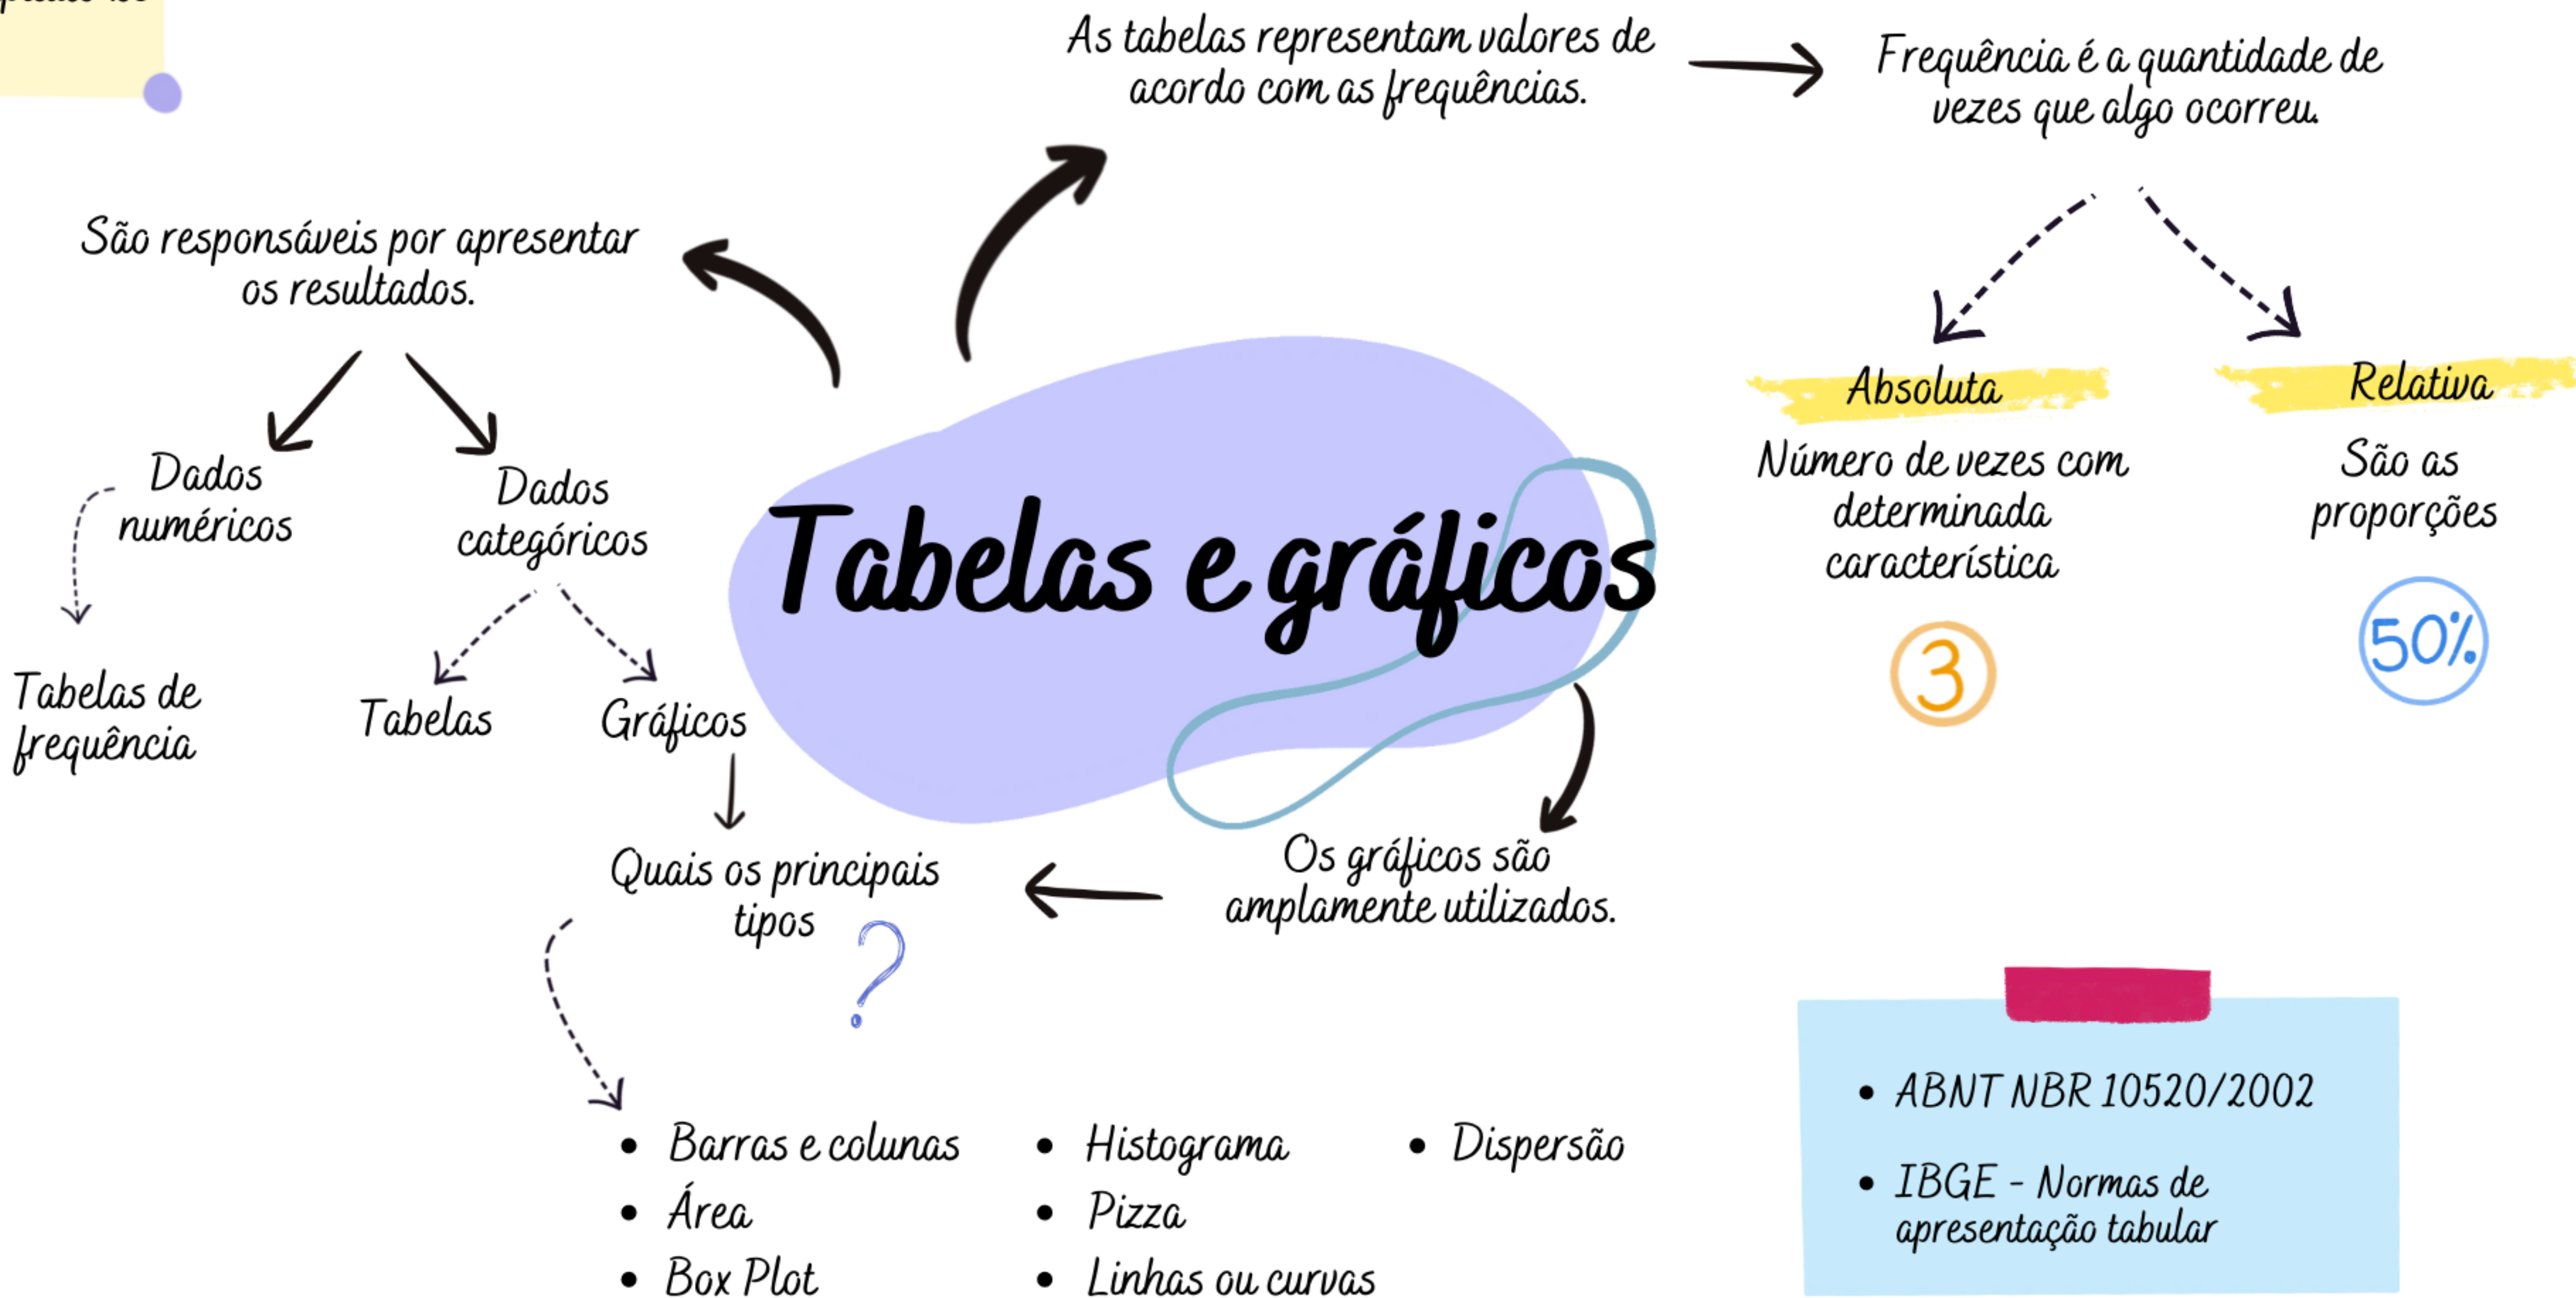 As tabelas representam valores de
acordo com as frequências.
Frequência é a quantidade de
vezes que algo ocorreu.
São responsáveis por apresentar
os resultados.
Absoluta
Relativa
Número de vezes com
determinada
característica
São as
proporções
3
50%
Dados
numéricos
Dados
categóricos
Tabelas e gráficos
Tabelas de
frequência
Tabelas
Gráficos
Quais os principais
tipos
?
Os gráficos são
amplamente utilizados.
• Barras e colunas
• Área
• Box Plot
• Histograma
• Pizza
• Linhas ou curvas
• Dispersão
• ABNT NBR 10520/2002
• IBGE - Normas de
apresentação tabular